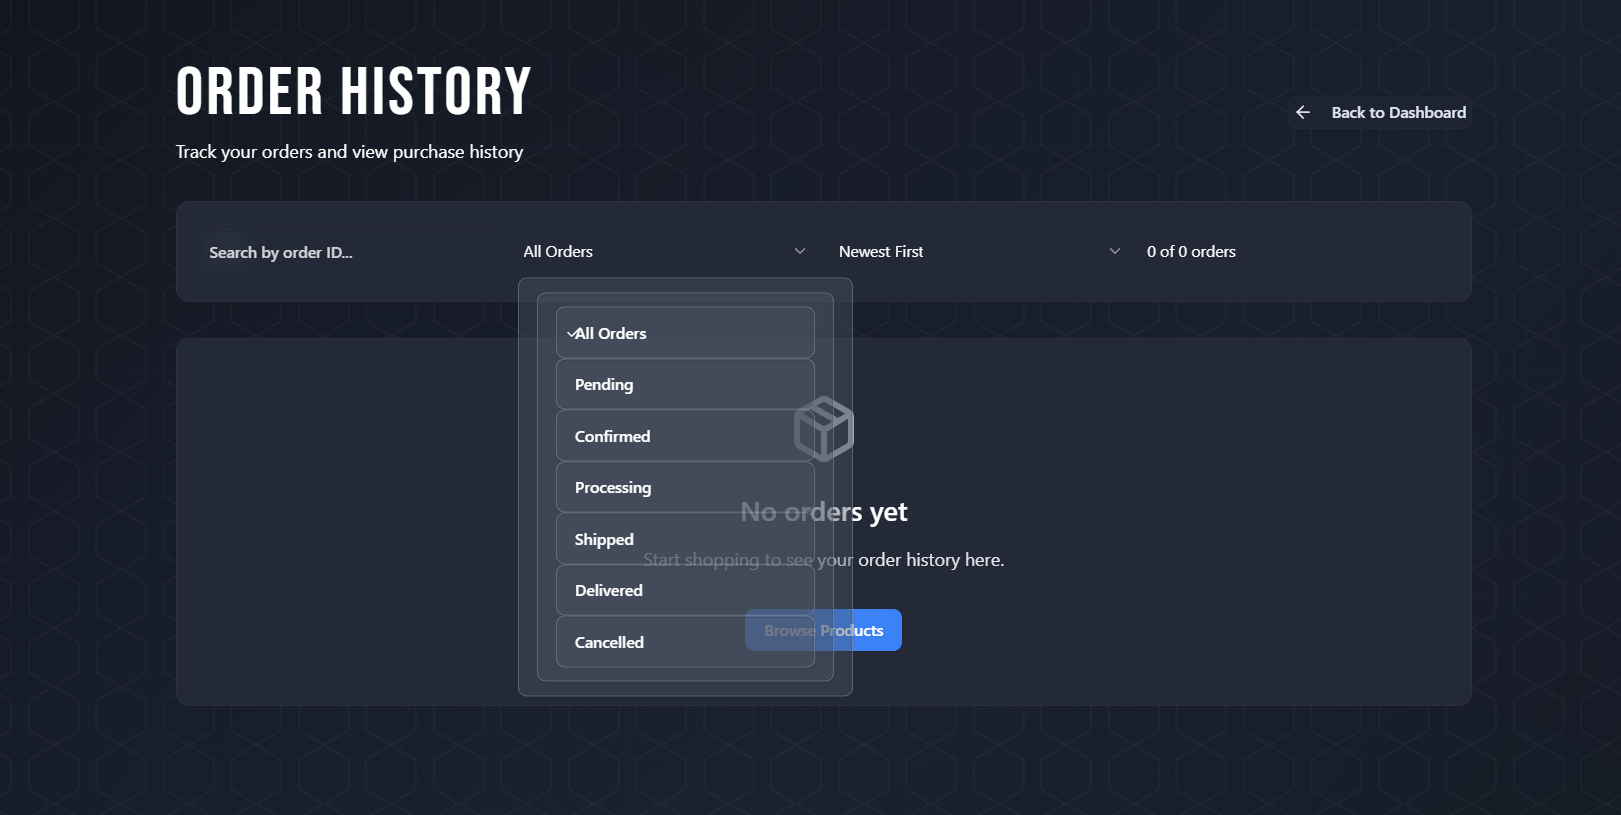 ORDER HISTORY
Back to Dashboard
Track your orders and view purchase history
Search by order ID...
All Orders
Newest First
0 of 0 orders
All Orders
Pending
Confirmed
Processing
Shipped
Delivered
Cancelled
No orders yet
Start shopping to see your order history here.
Browse Products